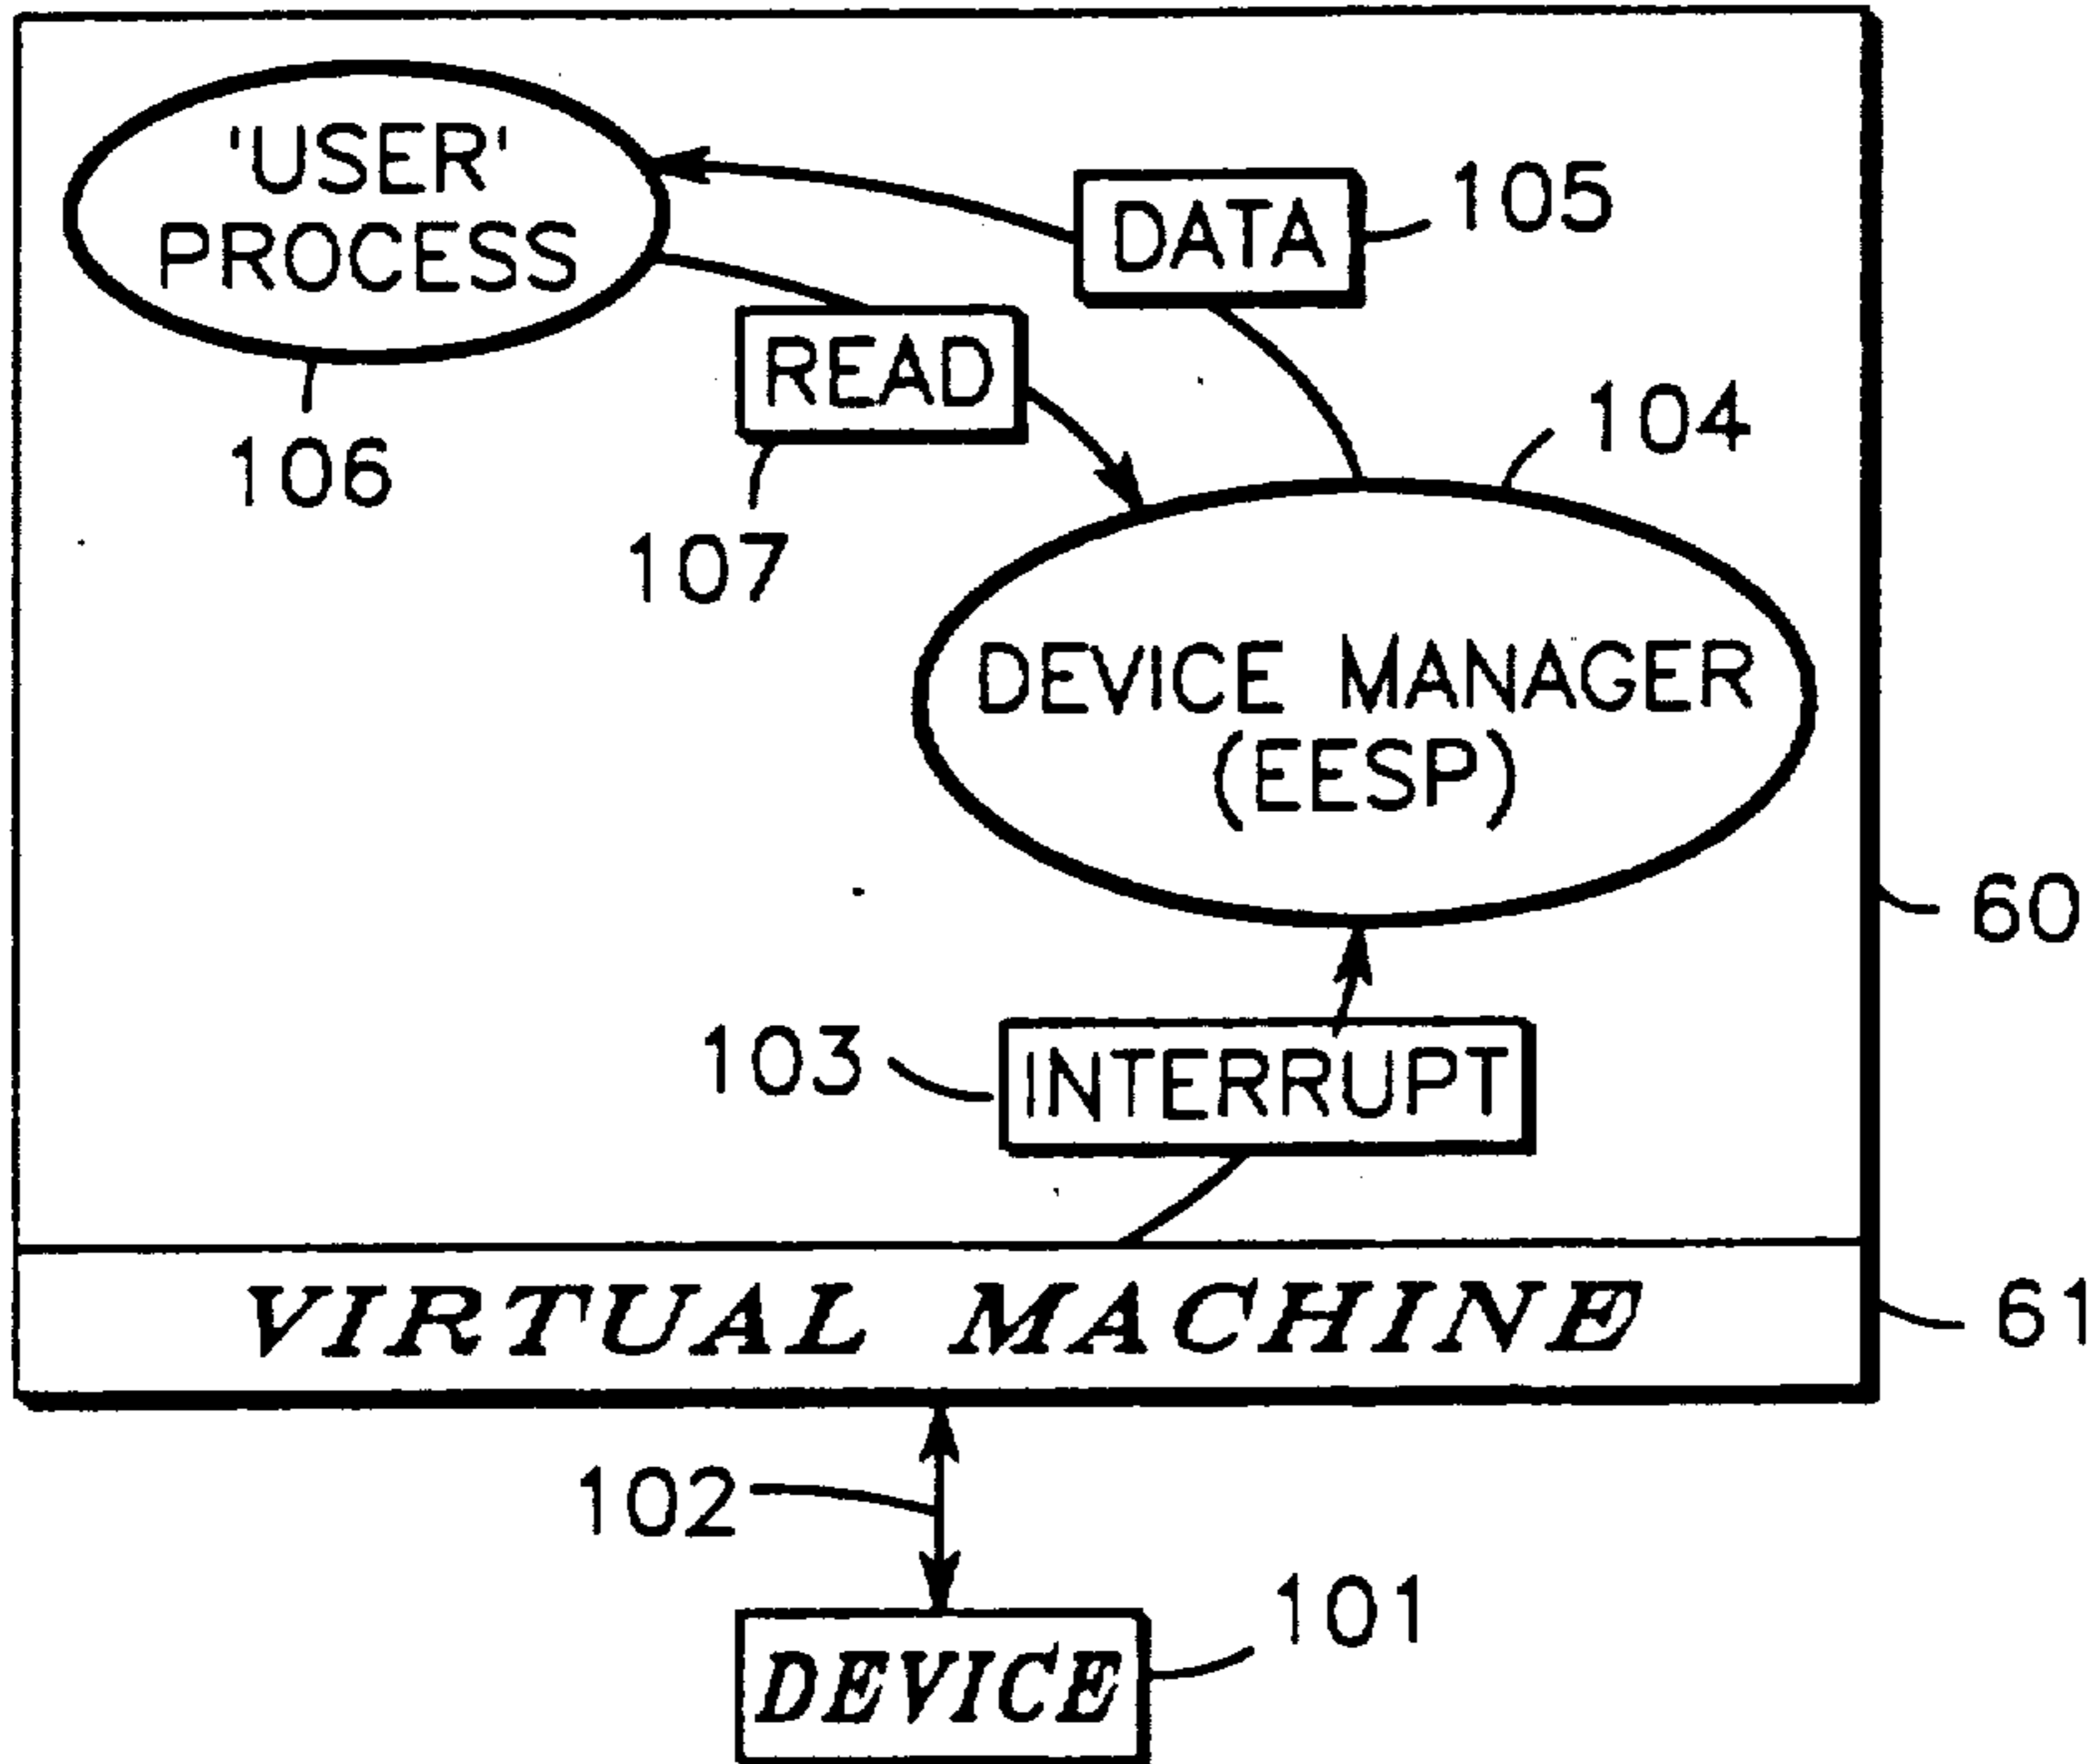 'USER'
PROCESS
DATA
105
READ
104
106
107
DEVICE MANAGER
(EESP)
60
103
INTERRUPT
VIRTUAL MACHINE
61
102
101
DEVICE